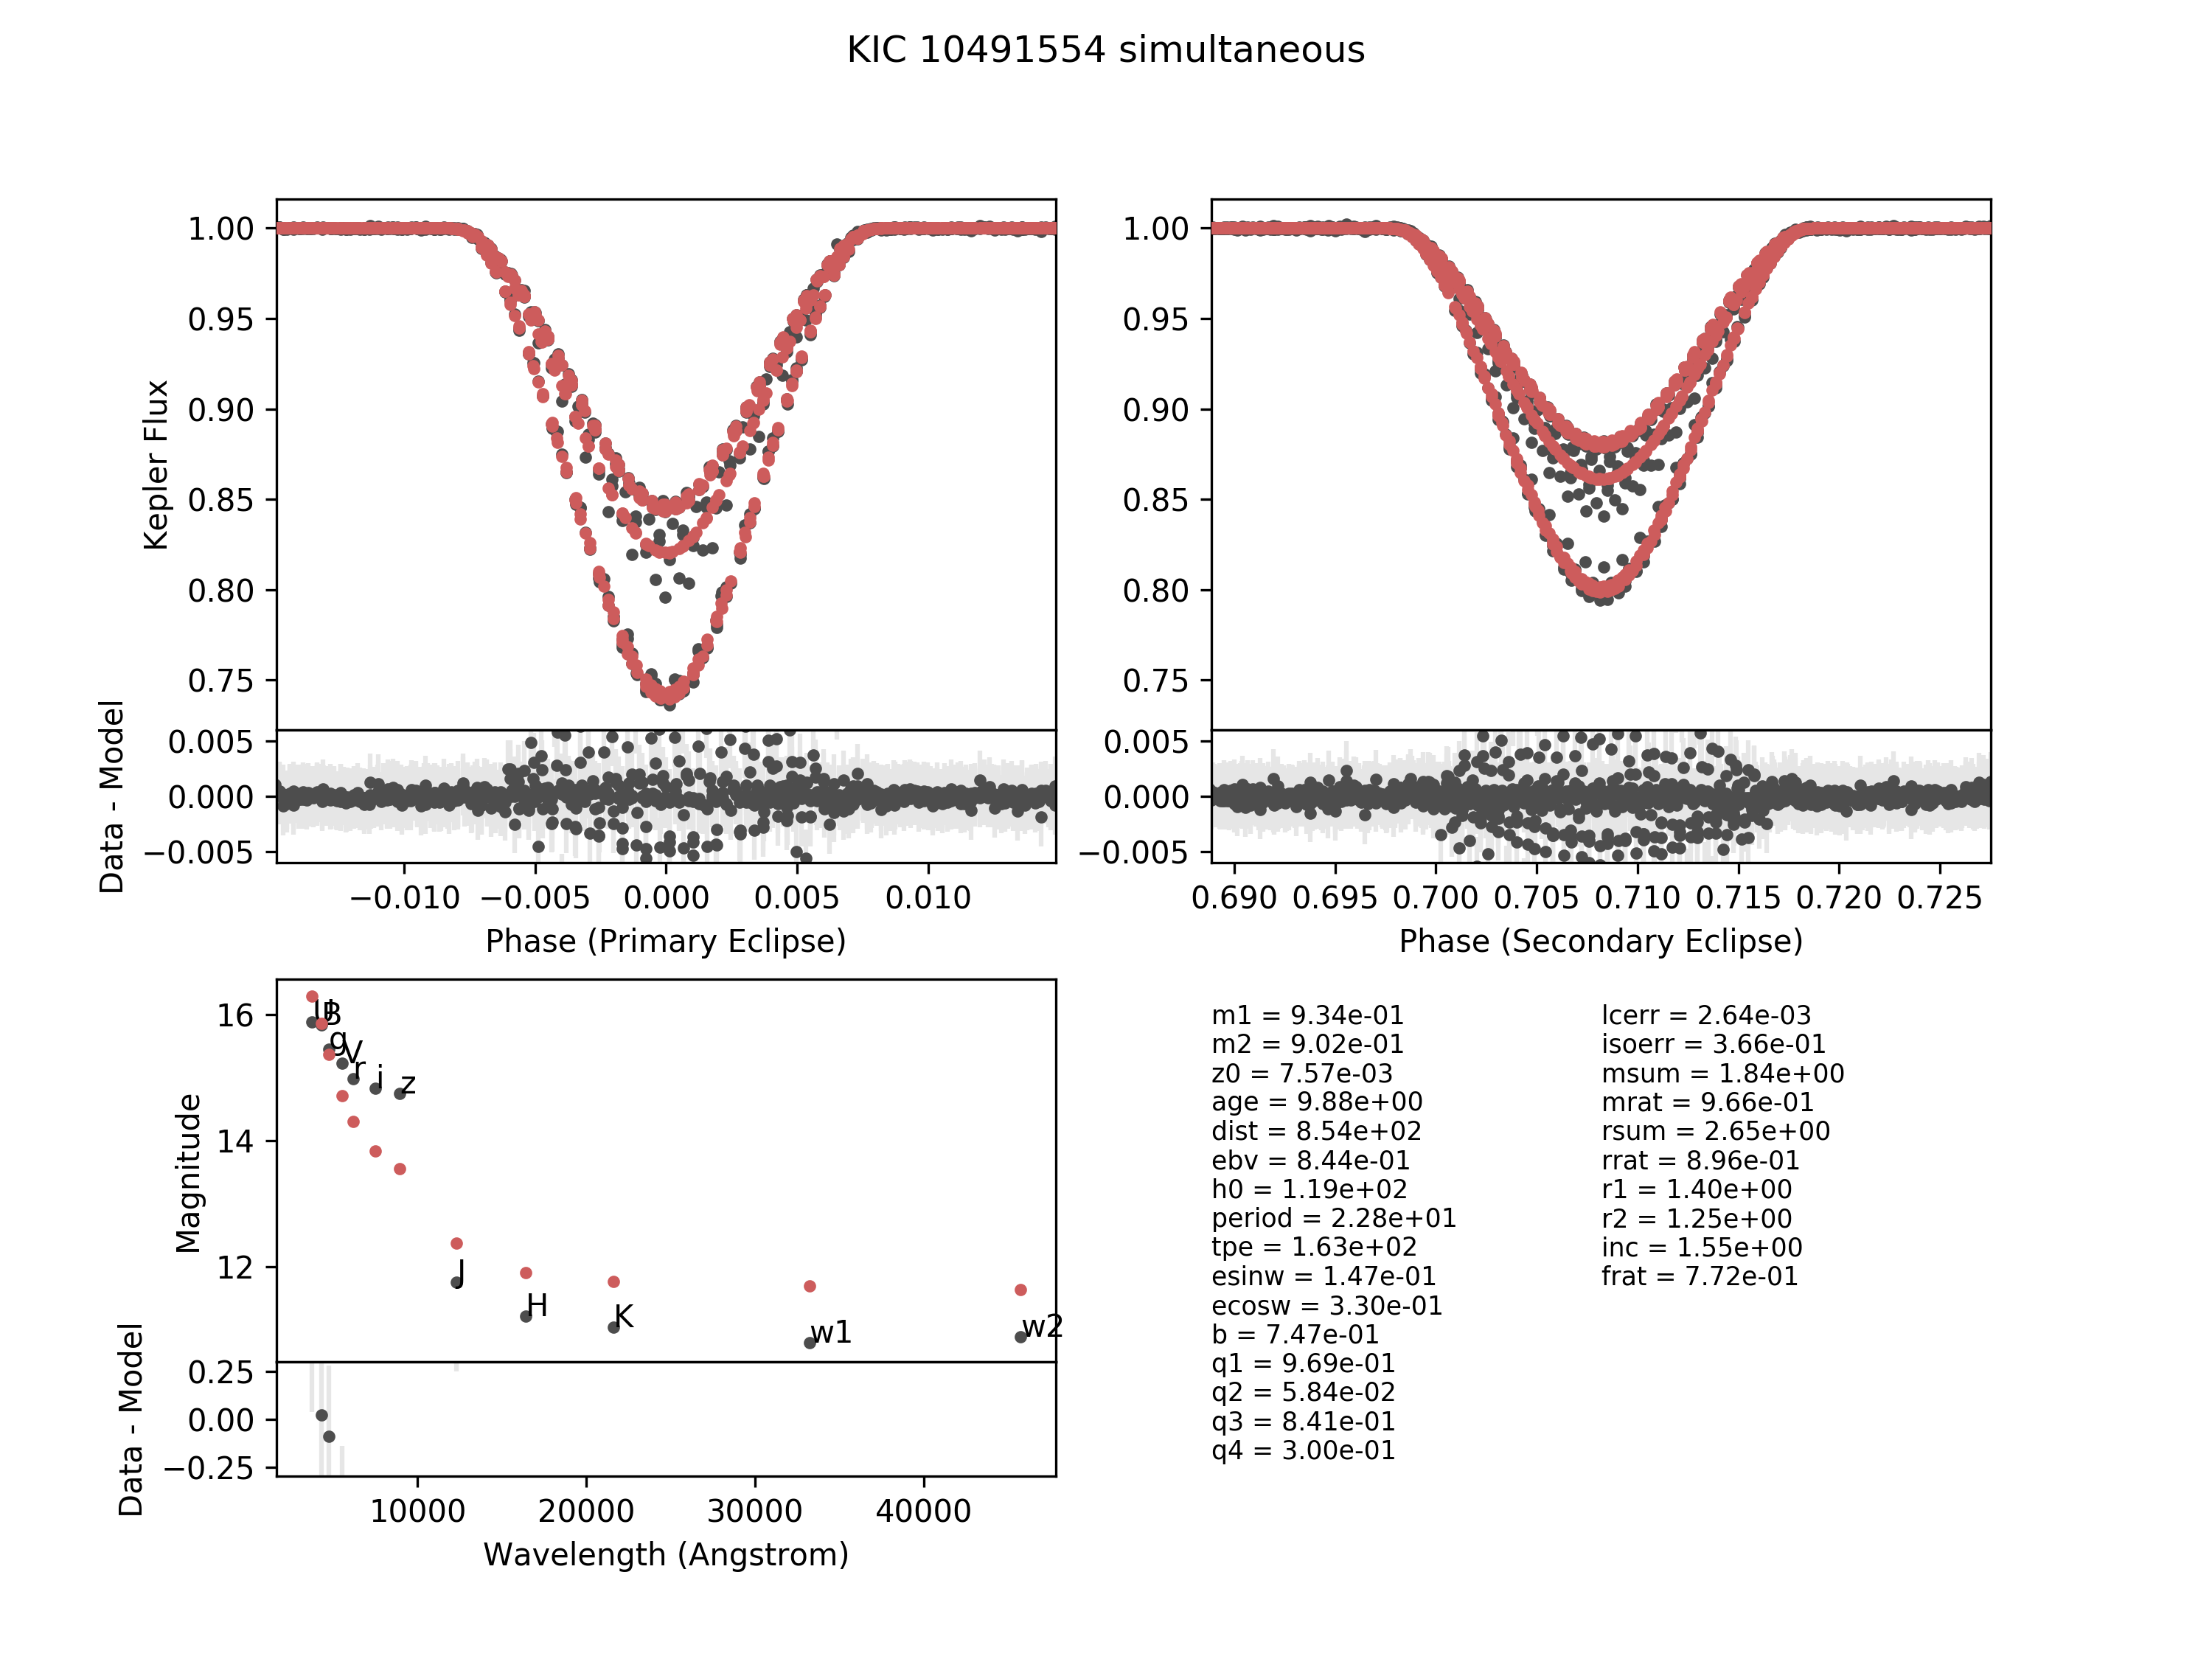 KIC 10491554 simultaneous
Kepler Flux
1.00
0.95
0.90
0.85
0.80
0.75
1.00
0.95
0.90
0.85
0.80
0.75
Data - Model
0.005
0.000
−0.005
0.005
0.000
−0.005
−0.010 −0.005 0.000 0.005 0.010
0.690 0.695 0.700 0.705 0.710 0.715 0.720 0.725
Phase (Primary Eclipse)
Phase (Secondary Eclipse)
Magnitude
16
14
12
U
B
g
V
r
i
z
J
H
K
w1
w2
Data - Model
0.25
0.00
−0.25
10000 20000 30000 40000
Wavelength (Angstrom)
m1 = 9.34e-01
m2 = 9.02e-01
z0 = 7.57e-03
age = 9.88e+00
dist = 8.54e+02
ebv = 8.44e-01
h0 = 1.19e+02
period = 2.28e+01
tpe = 1.63e+02
esinw = 1.47e-01
ecosw = 3.30e-01
b = 7.47e-01
q1 = 9.69e-01
q2 = 5.84e-02
q3 = 8.41e-01
q4 = 3.00e-01
lcerr = 2.64e-03
isoerr = 3.66e-01
msum = 1.84e+00
mrat = 9.66e-01
rsum = 2.65e+00
rrat = 8.96e-01
r1 = 1.40e+00
r2 = 1.25e+00
inc = 1.55e+00
frat = 7.72e-01